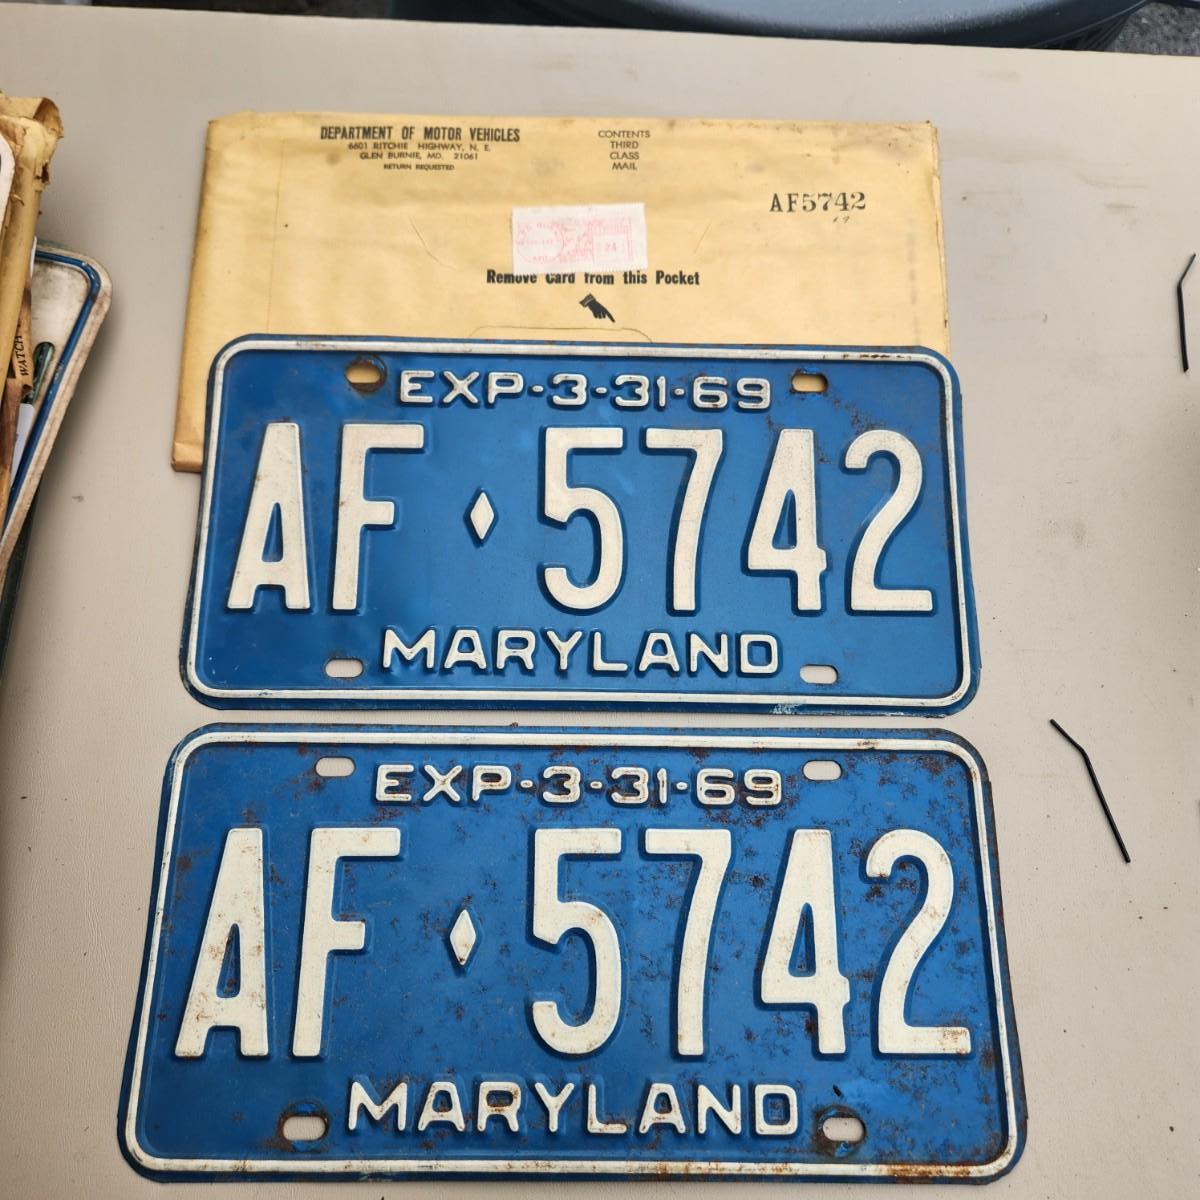 DEPARTMENT OF MOTOR VEHICLES
6601 RITCHIE HIGHWAY, N. E.
GLEN BURNIE, MD. 21061
RETURN REQUESTED
CONTENTS
THIRD
CLASS
MAIL
AF5742
Remove Card from this Pocket
WATCH
EXP-3-31-69
AF 5742
MARYLAND
EXP-3-31-69
AF 5742
MARYLAND